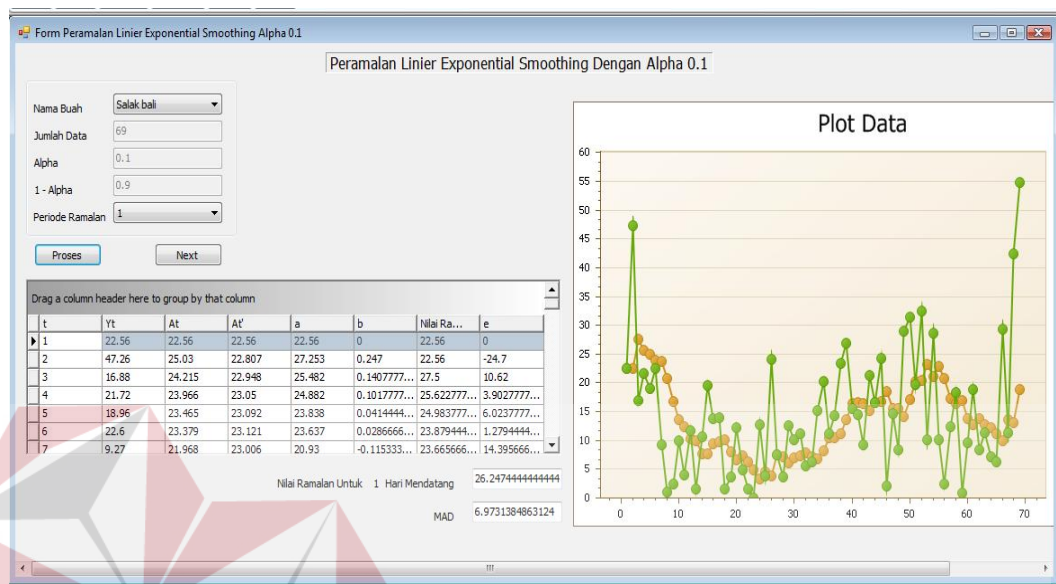 Form Peramalan Linier Exponential Smoothing Alpha 0.1
Peramalan Linier Exponential Smoothing Dengan Alpha 0.1
Nama Buah Salak bali
Jumlah Data 69
Alpha 0.1
1 - Alpha 0.9
Periode Ramalan 1
Proses Next
Drag a column header here to group by that column
t Yt At At' a b Nilai Ra... e
1 22.56 22.56 22.56 22.56 0 22.56 0
2 47.26 25.03 22.807 27.253 0.247 22.56 -24.7
3 16.88 24.215 22.948 25.482 0.1407777... 27.5 10.62
4 21.72 23.966 23.05 24.882 0.1017777... 25.622777... 3.9027777...
5 18.96 23.465 23.092 23.838 0.0414444... 24.983777... 6.0237777...
6 22.6 23.379 23.121 23.637 0.0286666... 23.879444... 1.2794444...
7 9.27 21.968 23.006 20.93 -0.115333... 23.665666... 14.395666...
Nilai Ramalan Untuk 1 Hari Mendatang 26.2474444444444
MAD 6.9731384863124
Plot Data
60
55
50
45
40
35
30
25
20
15
10
5
0
0 10 20 30 40 50 60 70